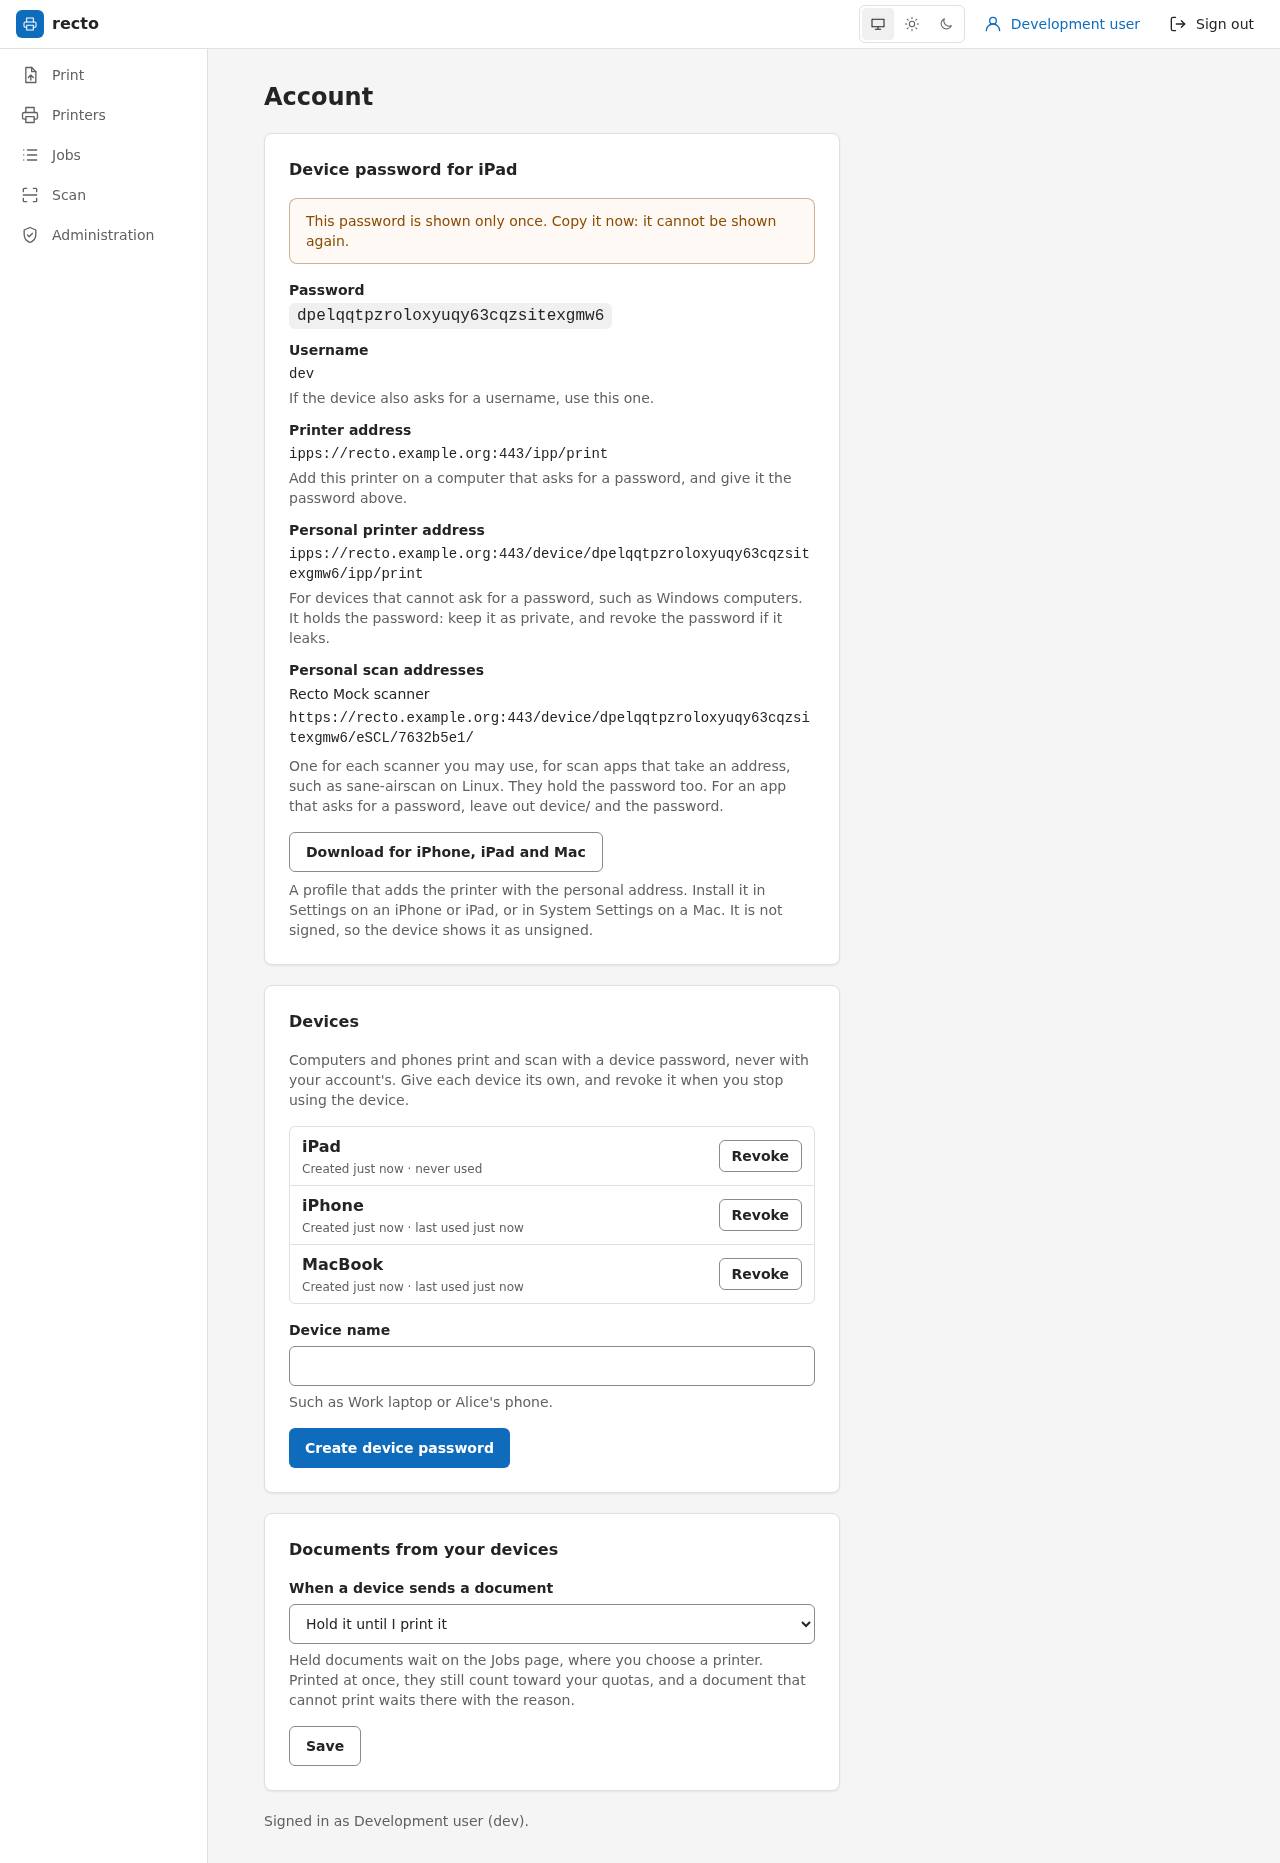 recto
Development user
Sign out
Print
Printers
Jobs
Scan
Administration
Account
Device password for iPad
This password is shown only once. Copy it now: it cannot be shown
again.
Password
dpelqqtpzroloxyuqy63cqzsitexgmw6
Username
dev
If the device also asks for a username, use this one.
Printer address
ipps://recto.example.org:443/ipp/print
Add this printer on a computer that asks for a password, and give it the
password above.
Personal printer address
ipps://recto.example.org:443/device/dpelqqtpzroloxyuqy63cqzsit
exgmw6/ipp/print
For devices that cannot ask for a password, such as Windows computers.
It holds the password: keep it as private, and revoke the password if it
leaks.
Personal scan addresses
Recto Mock scanner
https://recto.example.org:443/device/dpelqqtpzroloxyuqy63cqzsi
texgmw6/eSCL/7632b5e1/
One for each scanner you may use, for scan apps that take an address,
such as sane-airscan on Linux. They hold the password too. For an app
that asks for a password, leave out device/ and the password.
Download for iPhone, iPad and Mac
A profile that adds the printer with the personal address. Install it in
Settings on an iPhone or iPad, or in System Settings on a Mac. It is not
signed, so the device shows it as unsigned.
Devices
Computers and phones print and scan with a device password, never with
your account's. Give each device its own, and revoke it when you stop
using the device.
iPad
Created just now · never used
Revoke
iPhone
Created just now · last used just now
Revoke
MacBook
Created just now · last used just now
Revoke
Device name
Such as Work laptop or Alice's phone.
Create device password
Documents from your devices
When a device sends a document
Hold it until I print it
Held documents wait on the Jobs page, where you choose a printer.
Printed at once, they still count toward your quotas, and a document that
cannot print waits there with the reason.
Save
Signed in as Development user (dev).